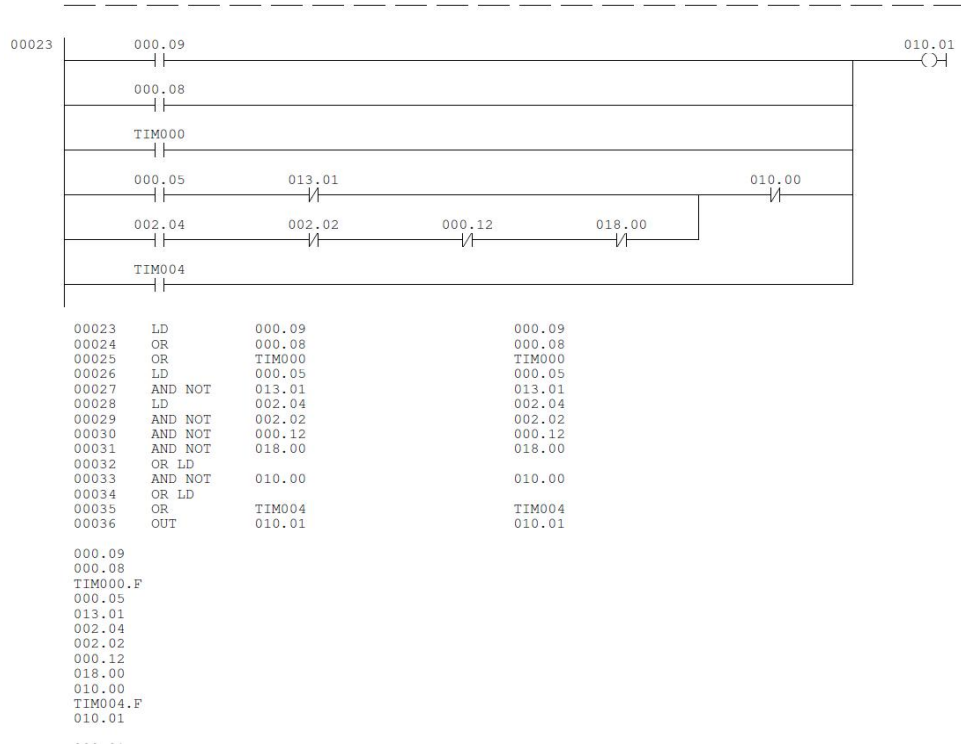 00023 000.09 010.01
000.08
TIM000
000.05 013.01 010.00
002.04 002.02 000.12 018.00
TIM004
00023 LD 000.09 000.09
00024 OR 000.08 000.08
00025 OR TIM000 TIM000
00026 LD 000.05 000.05
00027 AND NOT 013.01 013.01
00028 LD 002.04 002.04
00029 AND NOT 002.02 002.02
00030 AND NOT 000.12 000.12
00031 AND NOT 018.00 018.00
00032 OR LD
00033 AND NOT 010.00 010.00
00034 OR LD
00035 OR TIM004 TIM004
00036 OUT 010.01 010.01
000.09
000.08
TIM000.F
000.05
013.01
002.04
002.02
000.12
018.00
010.00
TIM004.F
010.01